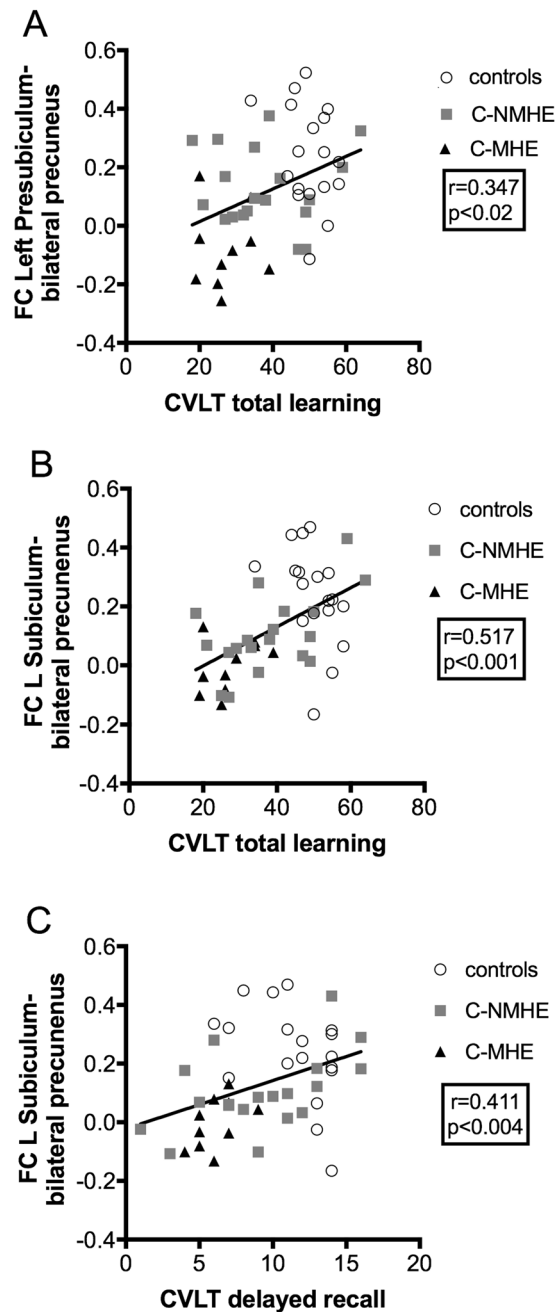 A
0.6
0.4
0.2
0.0
-0.2
-0.4
0
20
40
60
80
FC Left Presubiculum-
bilateral precuneus
CVLT total learning
controls
C-NMHE
C-MHE
r=0.347
p<0.02
B
0.6
0.4
0.2
0.0
-0.2
-0.4
0
20
40
60
80
FC L Subiculum-
bilateral precunenus
CVLT total learning
controls
C-NMHE
C-MHE
r=0.517
p<0.001
C
0.6
0.4
0.2
0.0
-0.2
-0.4
0
5
10
15
20
FC L Subiculum-
bilateral precunenus
CVLT delayed recall
controls
C-NMHE
C-MHE
r=0.411
p<0.004